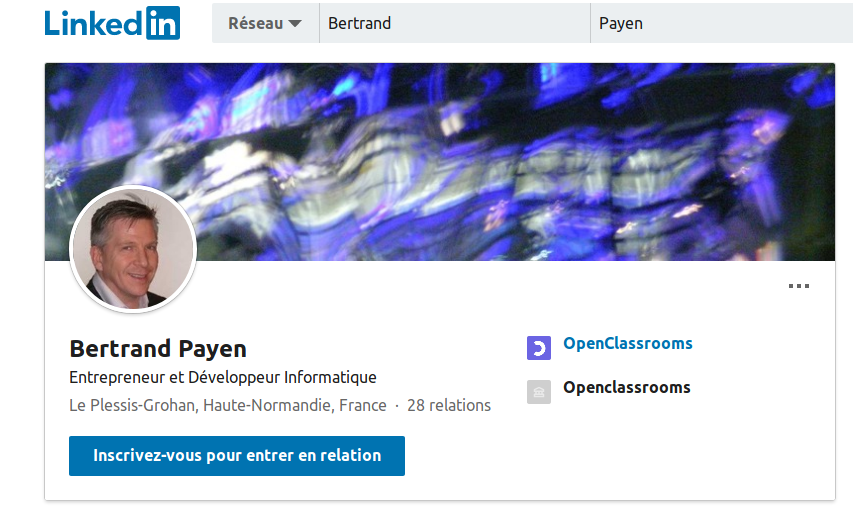 Linkedin
Réseau Bertrand Payen
Bertrand Payen
Entrepreneur et Développeur Informatique
Le Plessis-Grohan, Haute-Normandie, France · 28 relations
Inscrivez-vous pour entrer en relation
OpenClassrooms
Openclassrooms